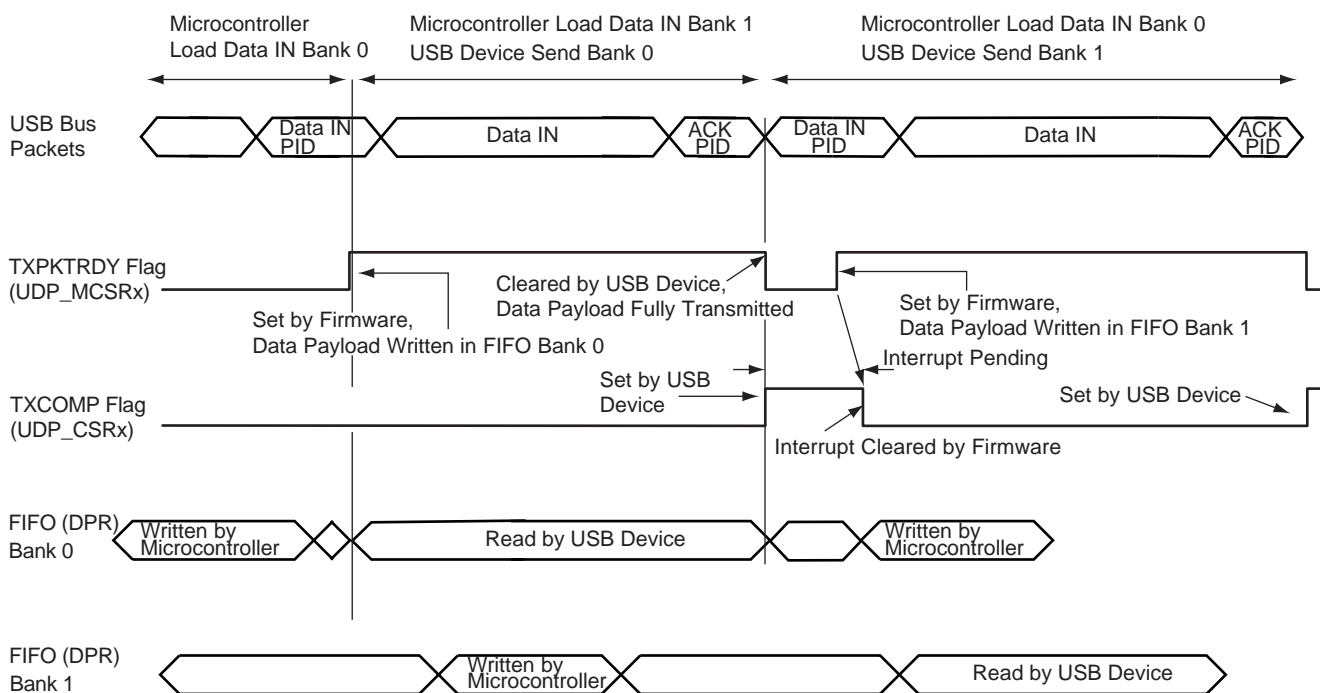 Microcontroller
Load Data IN Bank 0
Microcontroller Load Data IN Bank 1
USB Device Send Bank 0
Microcontroller Load Data IN Bank 0
USB Device Send Bank 1
USB Bus
Packets
Data IN
PID
Data IN
ACK
PID
Data IN
PID
Data IN
ACK
PID
TXPKTRDY Flag
(UDP_MCSRx)
Set by Firmware,
Data Payload Written in FIFO Bank 0
Cleared by USB Device,
Data Payload Fully Transmitted
Set by Firmware,
Data Payload Written in FIFO Bank 1
Interrupt Pending
TXCOMP Flag
(UDP_CSRx)
Set by USB
Device
Set by USB Device
Interrupt Cleared by Firmware
FIFO (DPR)
Bank 0
Written by
Microcontroller
Read by USB Device
Written by
Microcontroller
FIFO (DPR)
Bank 1
Written by
Microcontroller
Read by USB Device